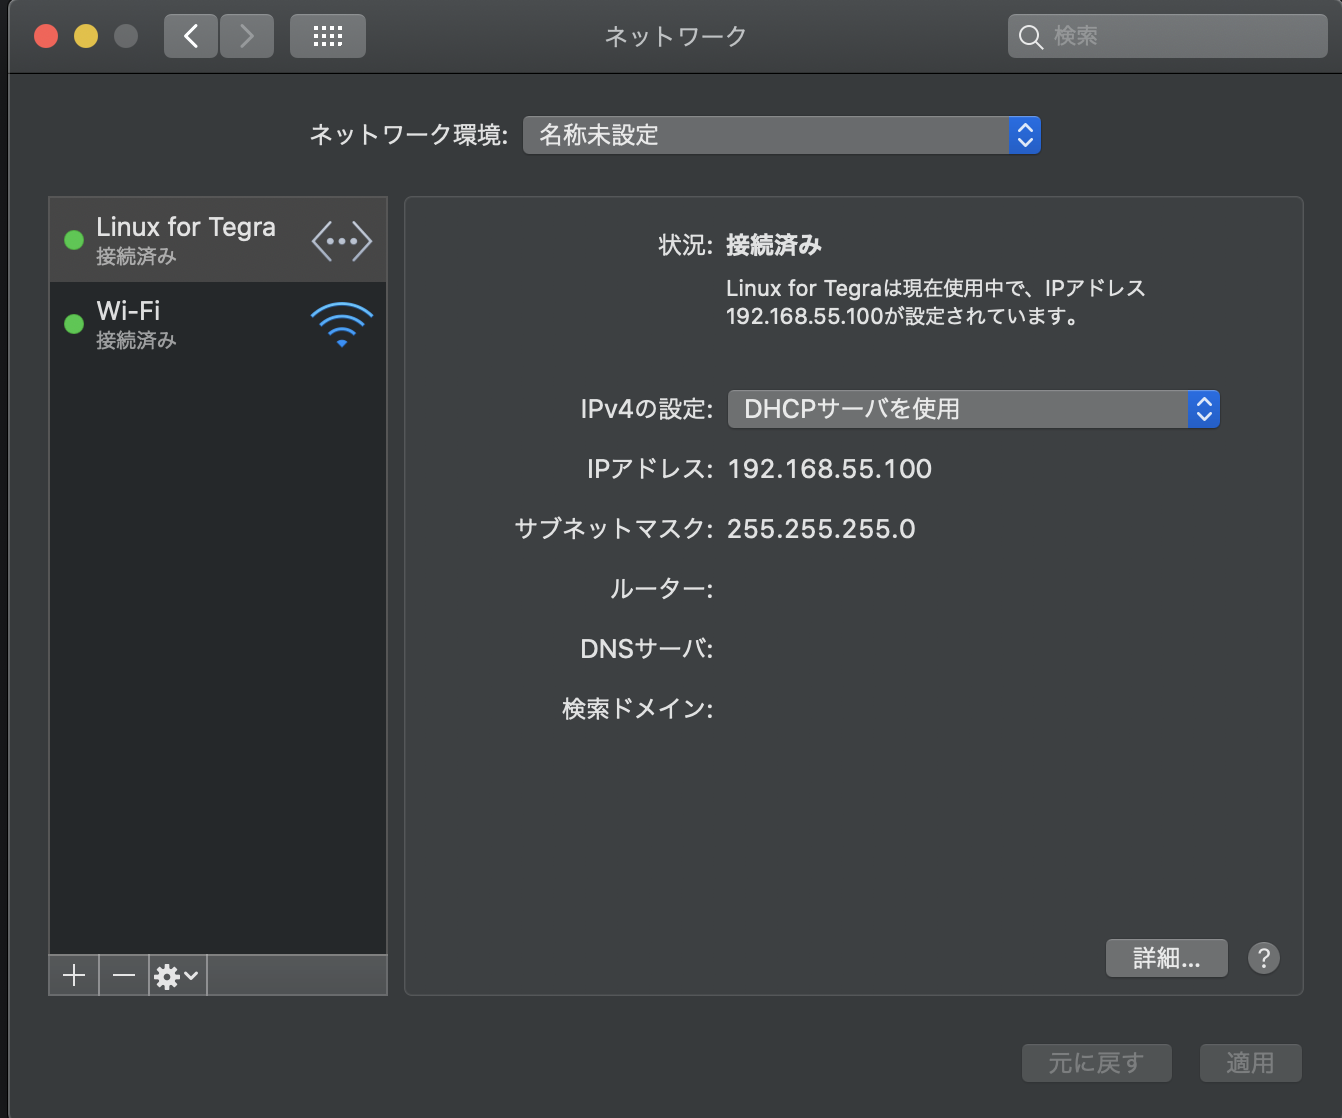 ネットワーク
検索
ネットワーク環境: 名称未設定
Linux for Tegra
接続済み
Wi-Fi
接続済み
状況: 接続済み
Linux for Tegraは現在使用中で、IPアドレス
192.168.55.100が設定されています。
IPv4の設定: DHCPサーバを使用
IPアドレス: 192.168.55.100
サブネットマスク: 255.255.255.0
ルーター:
DNSサーバ:
検索ドメイン:
詳細... ?
元に戻す 適用